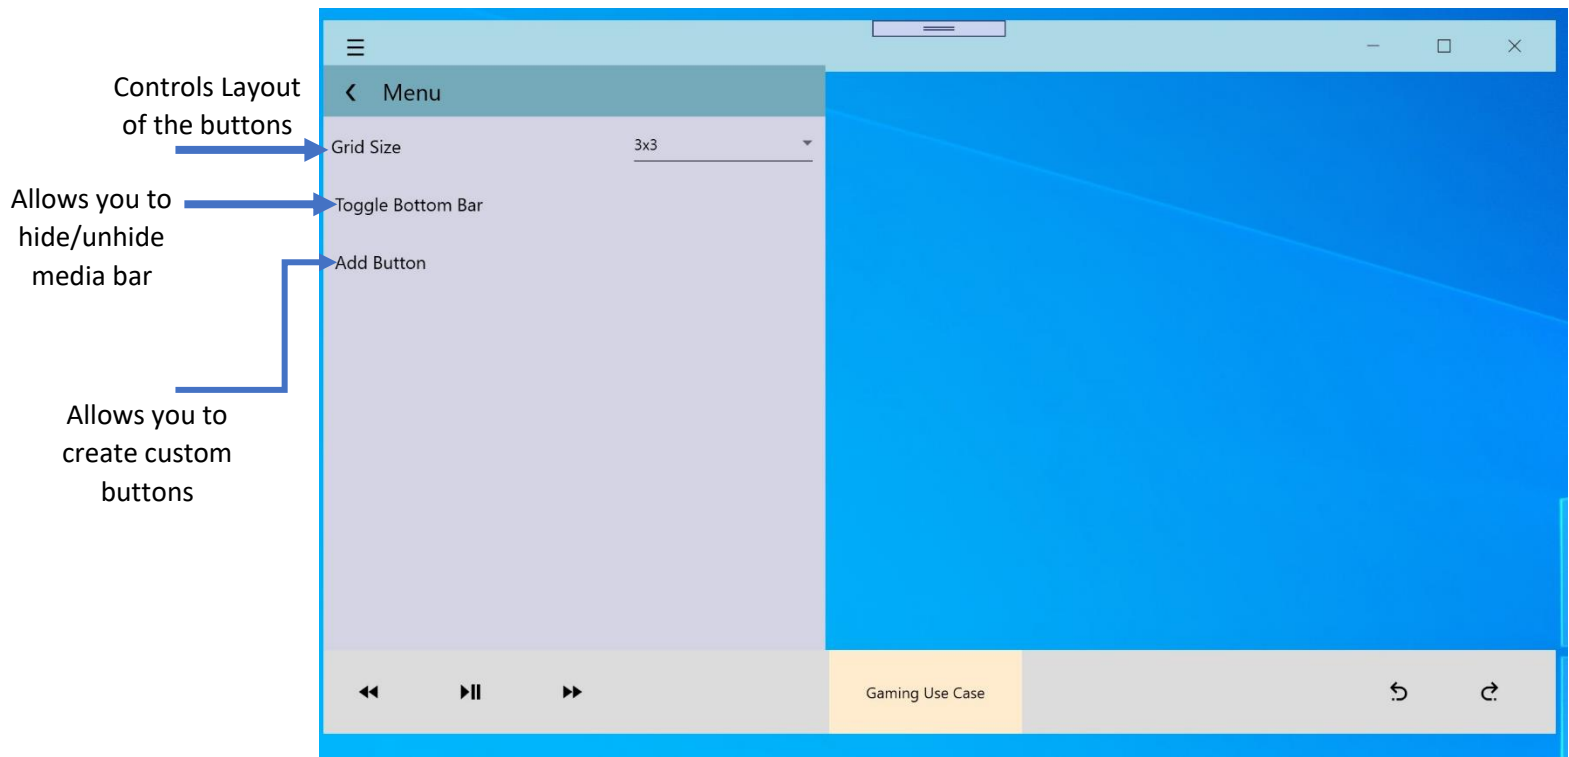 Controls Layout
of the buttons
Allows you to
hide/unhide
media bar
Allows you to
create custom
buttons
Menu
Grid Size 3x3
Toggle Bottom Bar
Add Button
Gaming Use Case